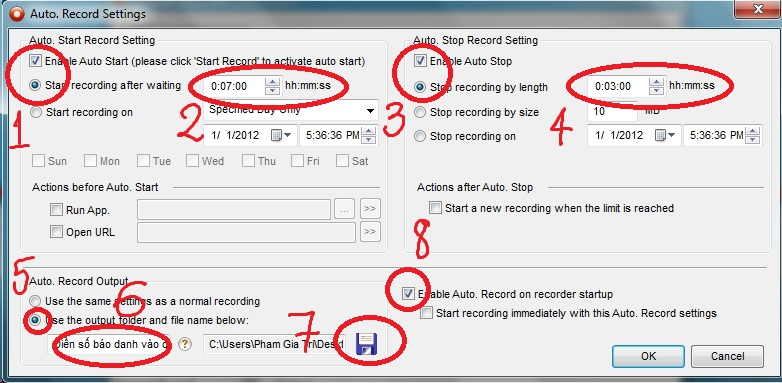 Auto. Record Settings
Auto. Start Record Setting
Enable Auto Start (please click 'Start Record' to activate auto start)
Start recording after waiting 0:07:00 hh:mm:ss
Start recording on Specified Day Only
1/ 1/2012 5:36:36 PM
Sun Mon Tue Wed Thu Fri Sat
Actions before Auto. Start
Run App. ... >>
Open URL >>
1
2
Auto. Stop Record Setting
Enable Auto Stop
Stop recording by length 0:03:00 hh:mm:ss
Stop recording by size 10 MB
Stop recording on 1/ 1/2012 5:36:36 PM
3
4
Actions after Auto. Stop
Start a new recording when the limit is reached
5
Auto. Record Output
6
Use the same settings as a normal recording
Use the output folder and file name below:
7
Điền số báo danh vào ? C:\Users\Pham Gia Tri\Des
8
Enable Auto. Record on recorder startup
Start recording immediately with this Auto. Record settings
OK Cancel